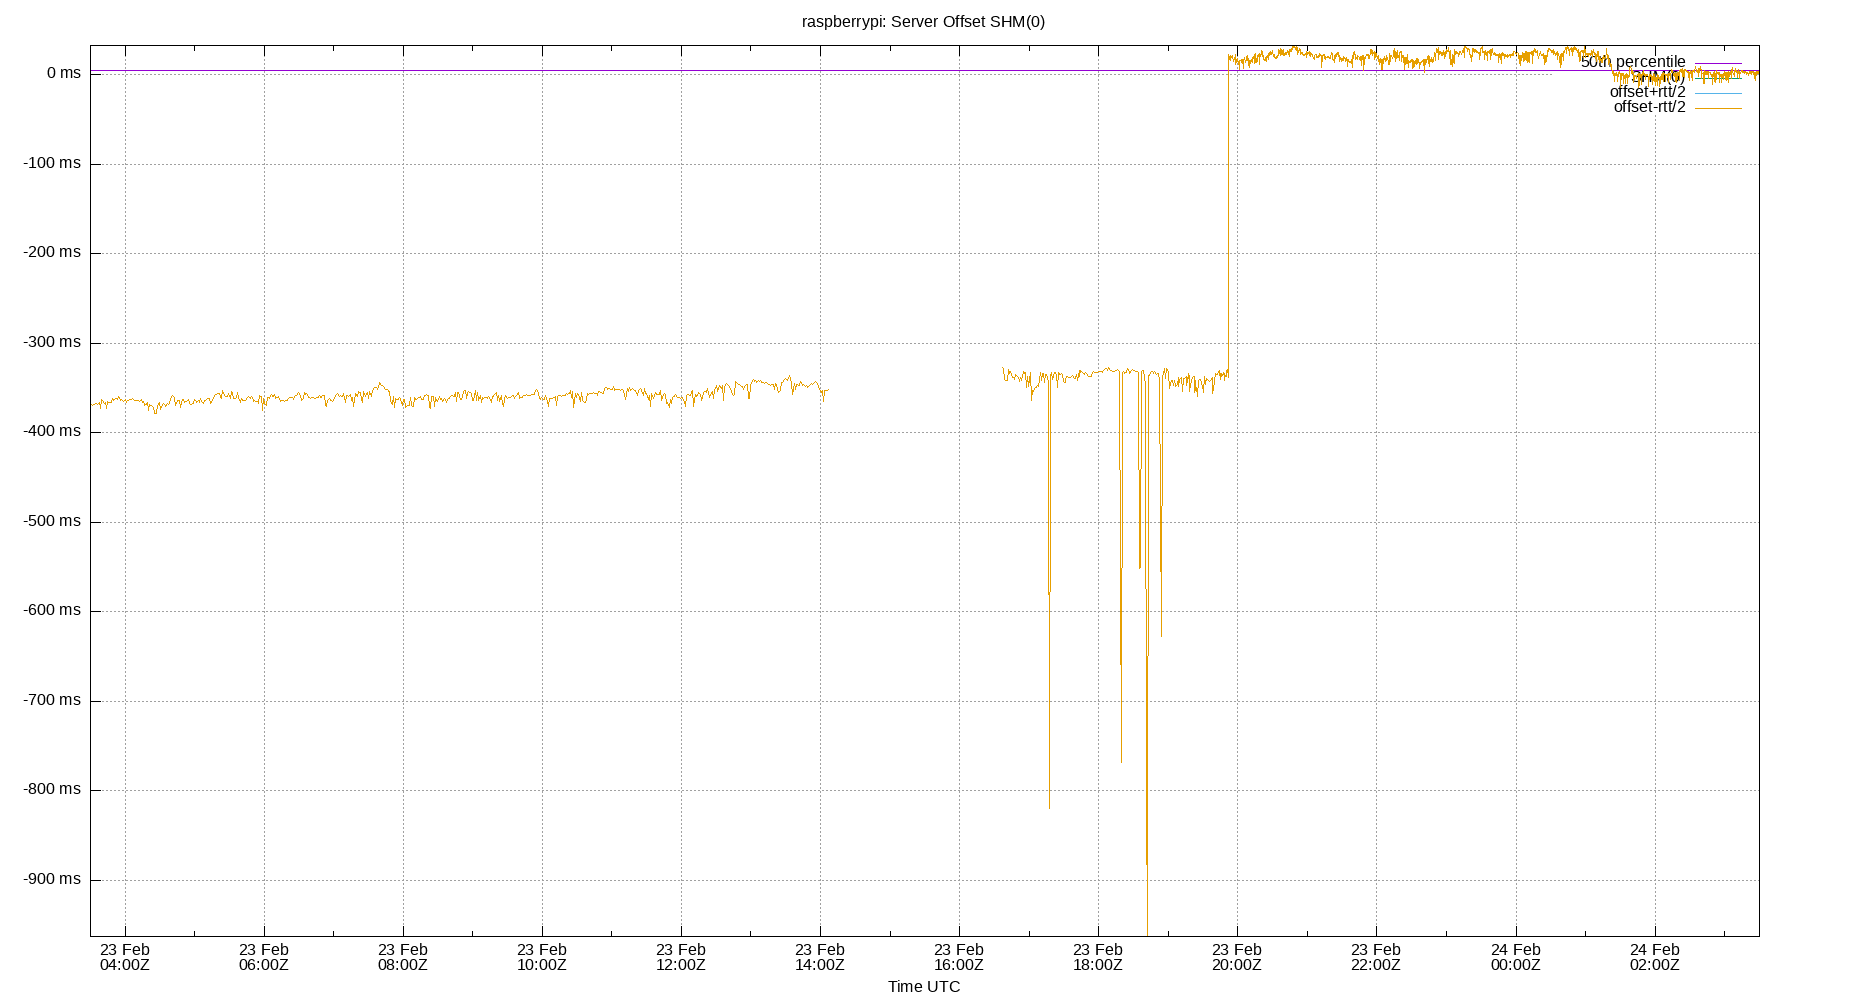 raspberrypi: Server Offset SHM(0)
0 ms
-100 ms
-200 ms
-300 ms
-400 ms
-500 ms
-600 ms
-700 ms
-800 ms
-900 ms
50th percentile
SHM(0)
offset+rtt/2
offset-rtt/2
23 Feb 23 Feb 23 Feb 23 Feb 23 Feb 23 Feb 23 Feb 23 Feb 23 Feb 23 Feb 24 Feb 24 Feb
04:00Z 06:00Z 08:00Z 10:00Z 12:00Z 14:00Z 16:00Z 18:00Z 20:00Z 22:00Z 00:00Z 02:00Z
Time UTC